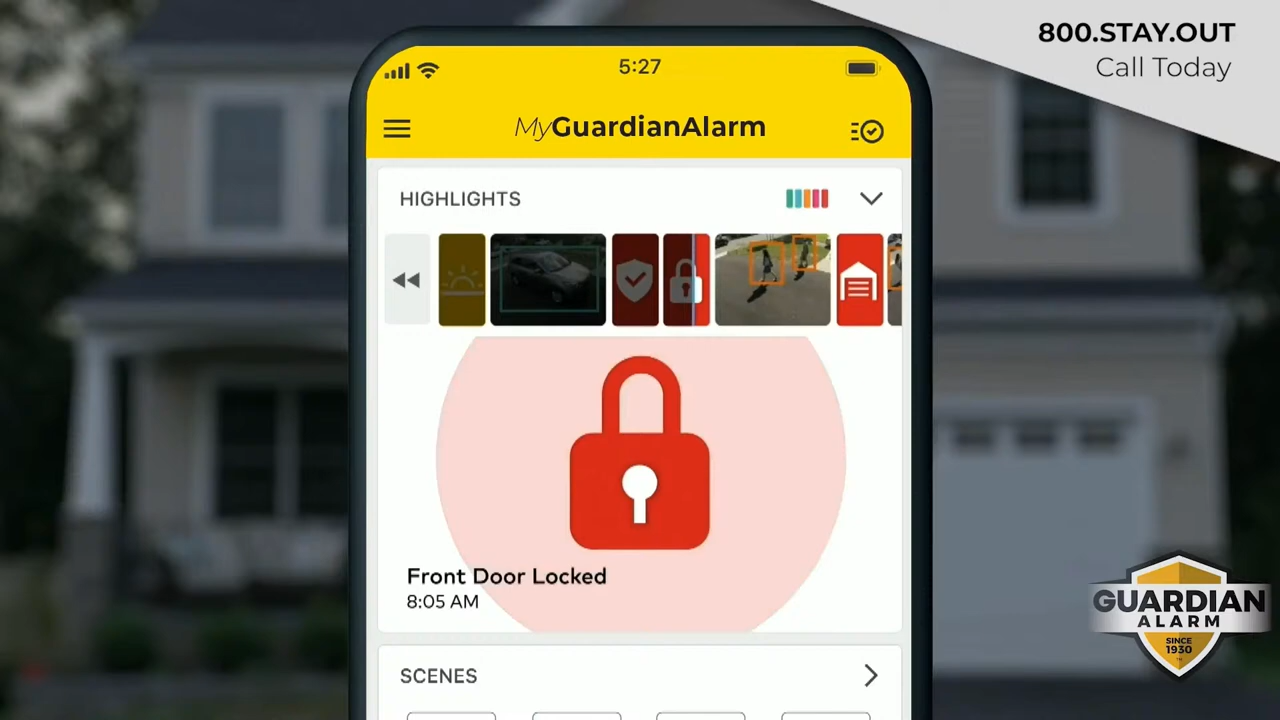 800.STAY.OUT
Call Today
5:27
MyGuardianAlarm
HIGHLIGHTS
Front Door Locked
8:05 AM
SCENES
GUARDIAN
ALARM
SINCE
1930